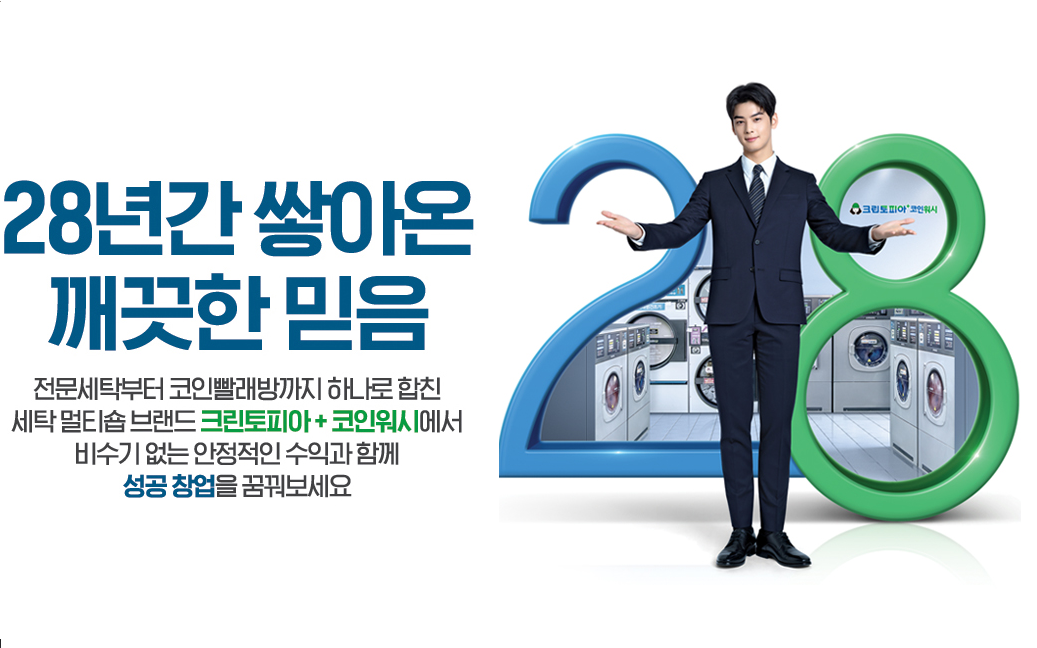 28년간 쌓아온
깨끗한 믿음
전문세탁부터 코인빨래방까지 하나로 합친
세탁 멀티숍 브랜드 크린토피아 + 코인워시에서
비수기 없는 안정적인 수익과 함께
성공 창업을 꿈꿔보세요
28
크린토피아+코인워시